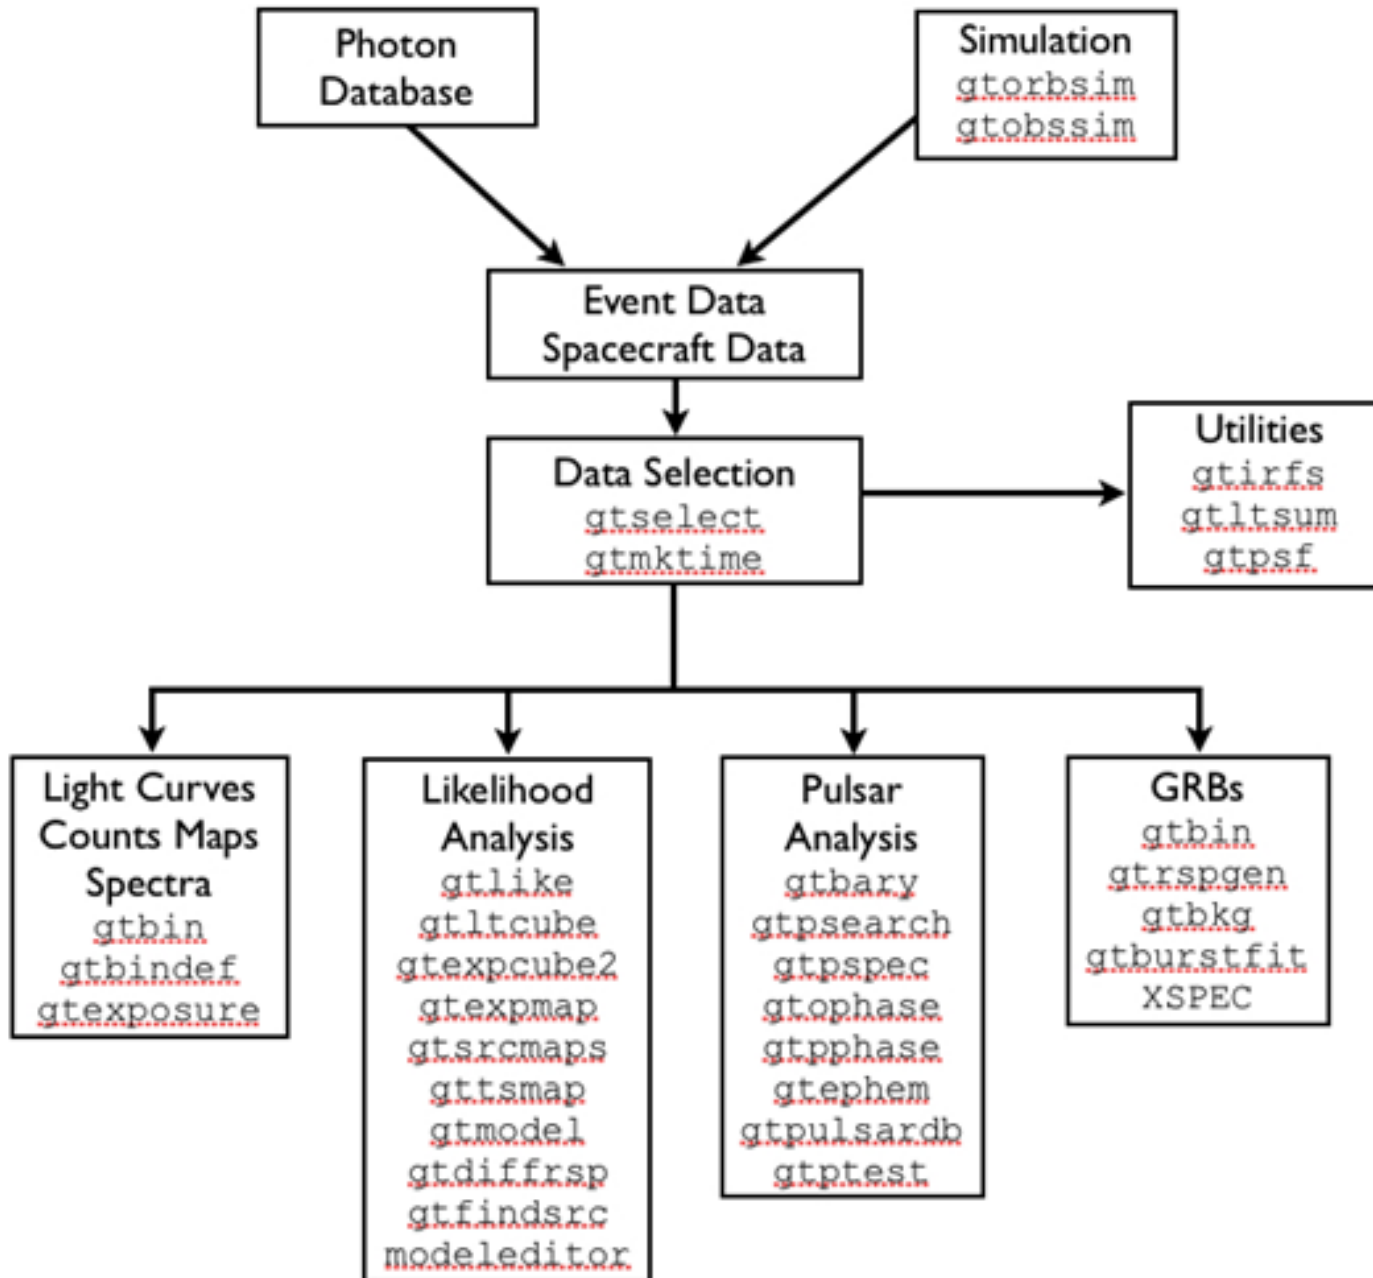 Photon
Database
Simulation
gtorbsim
gtobssim
Event Data
Spacecraft Data
Data Selection
gtselect
gtmktime
Utilities
gtirfs
gtltsum
gtpsf
Light Curves
Counts Maps
Spectra
gtbin
gtbindef
gtexposure
Likelihood
Analysis
gtlike
gtltcube
gtexpcube2
gtexpmap
gtsrcmaps
gttsmap
gtmodel
gtdiffrsp
gtfindsrc
modeleditor
Pulsar
Analysis
gtbary
gtpsearch
gtpspec
gtophase
gtpphase
gtephem
gtpulsardb
gtptest
GRBs
gtbin
gtrspgen
gtbkg
gtburstfit
XSPEC